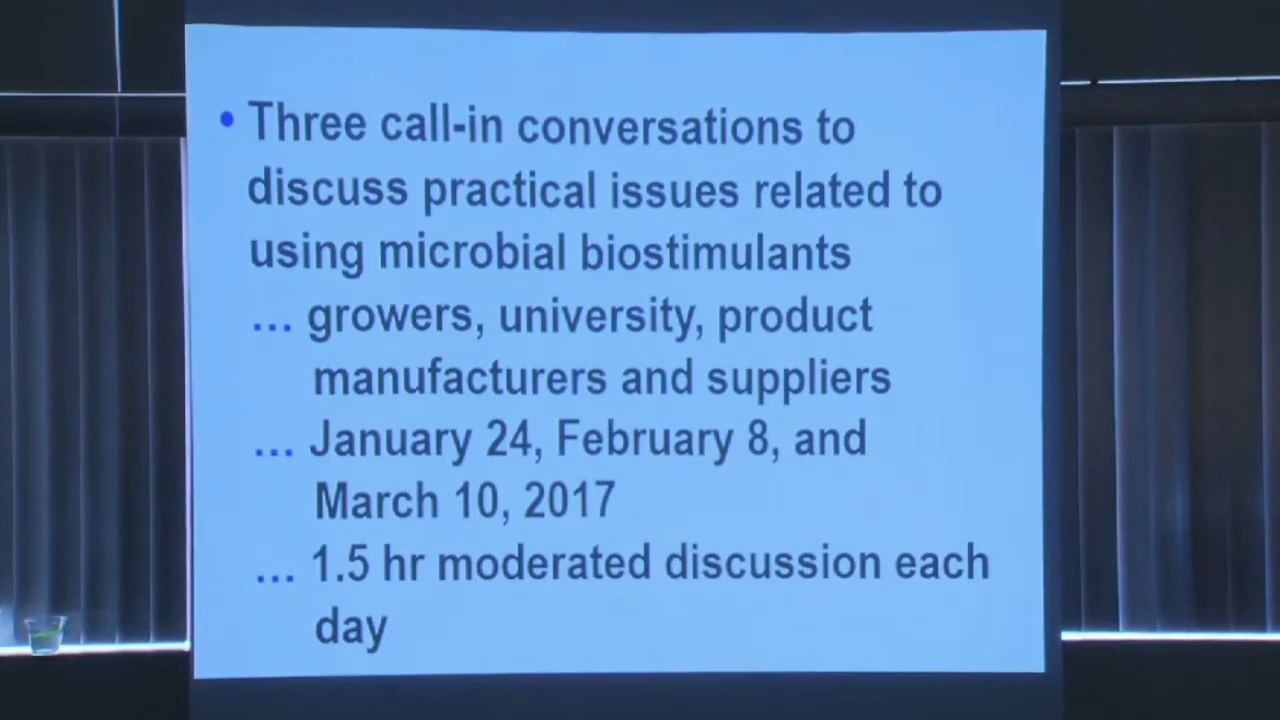 • Three call-in conversations to
discuss practical issues related to
using microbial biostimulants
... growers, university, product
manufacturers and suppliers
... January 24, February 8, and
March 10, 2017
... 1.5 hr moderated discussion each
day